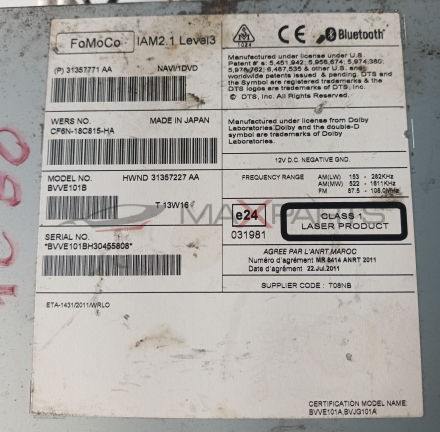 FoMoCo IAM2.1 Level3
(P) 31357771 AA NAVI/1DVD
WERS NO. MADE IN JAPAN
CF6N-18C815-HA
MODEL NO. HWND 31357227 AA
BVVE101B
T 13W16
SERIAL NO.
*BVVE101BH30455808*
ETA-1431/2011/WRLO
CE Bluetooth®
Manufactured under license under U.S.
Patent #'s: 5,451,942; 5,956,674; 5,974,380;
5,978,762; 6,487,535 & other U.S. and
worldwide patents issued & pending. DTS and
the Symbol are registered trademarks &
DTS logos are trademarks of DTS, Inc.
© DTS, Inc. All Rights Reserved.
Manufactured under license from Dolby
Laboratories. Dolby and the double-D
symbol are trademarks of Dolby Laboratories.
12V D.C. NEGATIVE GND.
FREQUENCY RANGE AM(LW) 153 - 282KHz
AM(MW) 522 - 1611KHz
FM 87.5 - 108.0MHz
e24
031981
CLASS 1
LASER PRODUCT
AGREE PAR L'ANRT MAROC
Numéro d'agrément MR 6414 ANRT 2011
Date d'agrément 22.Jul.2011
SUPPLIER CODE: T08NB
CERTIFICATION MODEL NAME:
BVVE101A,BVJG101A